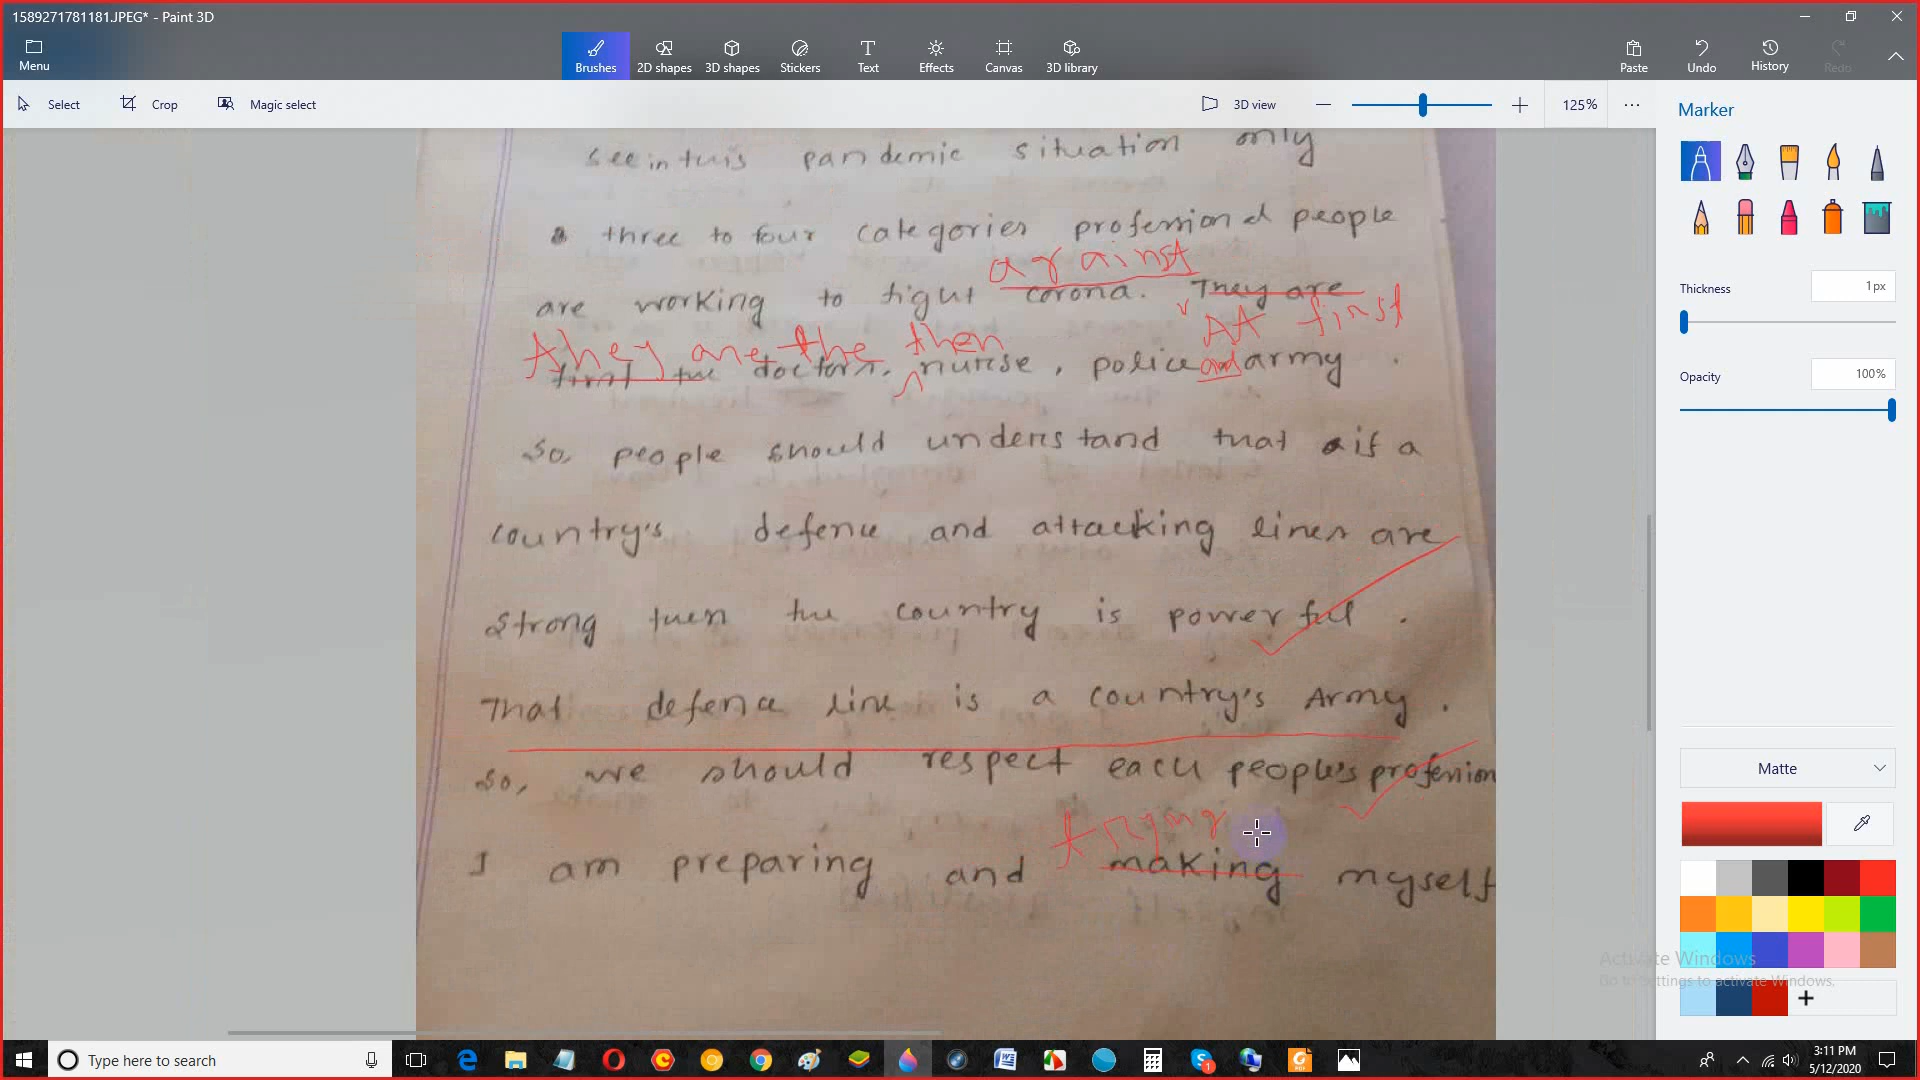 1589271781181.JPEG* - Paint 3D
Menu
Brushes 2D shapes 3D shapes Stickers Text Effects Canvas 3D library Paste Undo History Redo
Select Crop Magic select 3D view 125%
Marker
Thickness 1px
Opacity 100%
Matte
see in this pandemic situation only
three to four categories professional people
against
are working to fight corona. They are
At first
they are the then
first the doctors, nurse, police and army.
So, people should understand that if a
country's defence and attacking lines are
strong then the country is powerful.
That defence line is a country's Army.
So, we should respect each people's profession
trying
I am preparing and making myself
Activate Windows
Go to Settings to activate Windows.
Type here to search
3:11 PM
5/12/2020